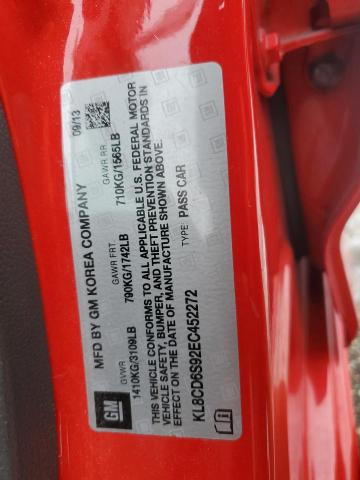 GM
MFD BY GM KOREA COMPANY 09/13
GVWR GAWR FRT. GAWR RR.
1410KG/3109LB 790KG/1742LB 710KG/1565LB
THIS VEHICLE CONFORMS TO ALL APPLICABLE U.S. FEDERAL MOTOR
VEHICLE SAFETY, BUMPER, AND THEFT PREVENTION STANDARDS IN
EFFECT ON THE DATE OF MANUFACTURE SHOWN ABOVE.
TYPE: PASS CAR
KL8CD6S92EC452272